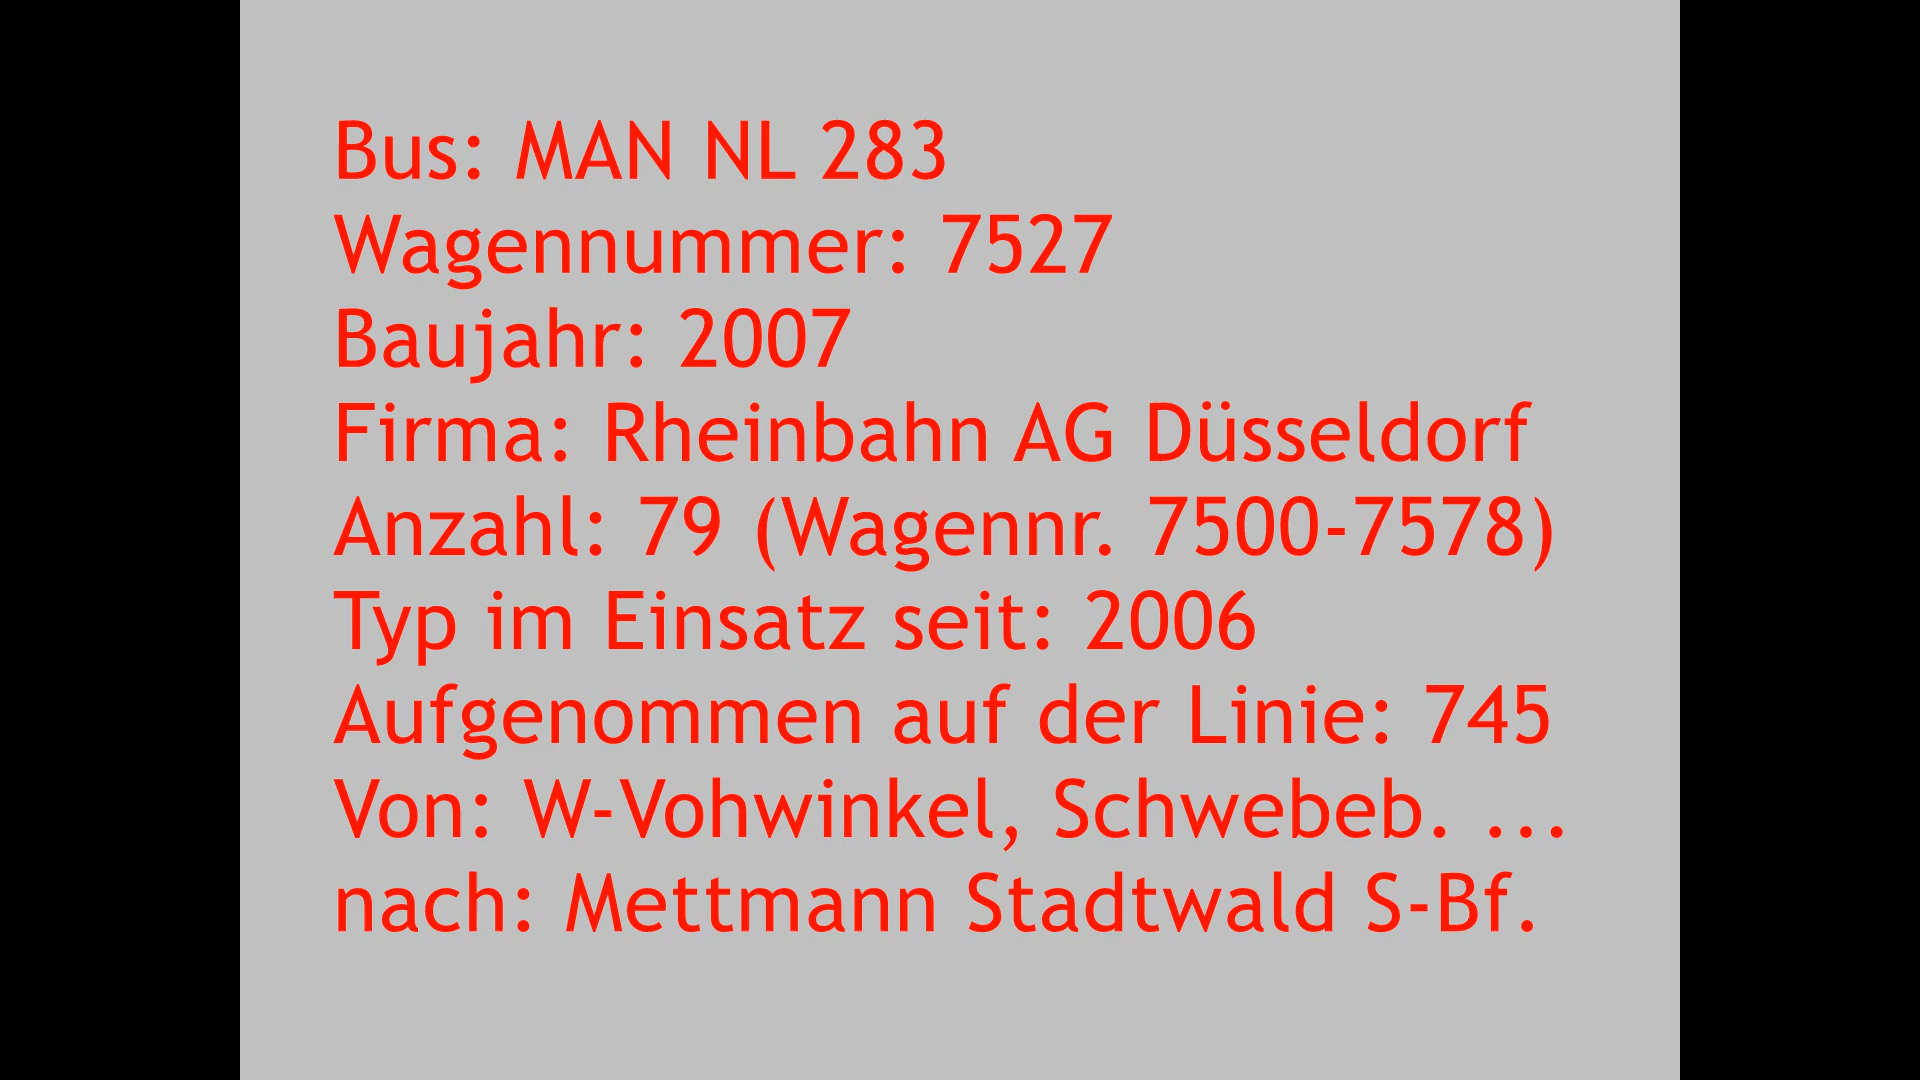 Bus: MAN NL 283
Wagennummer: 7527
Baujahr: 2007
Firma: Rheinbahn AG Düsseldorf
Anzahl: 79 (Wagennr. 7500-7578)
Typ im Einsatz seit: 2006
Aufgenommen auf der Linie: 745
Von: W-Vohwinkel, Schwebeb. ...
nach: Mettmann Stadtwald S-Bf.